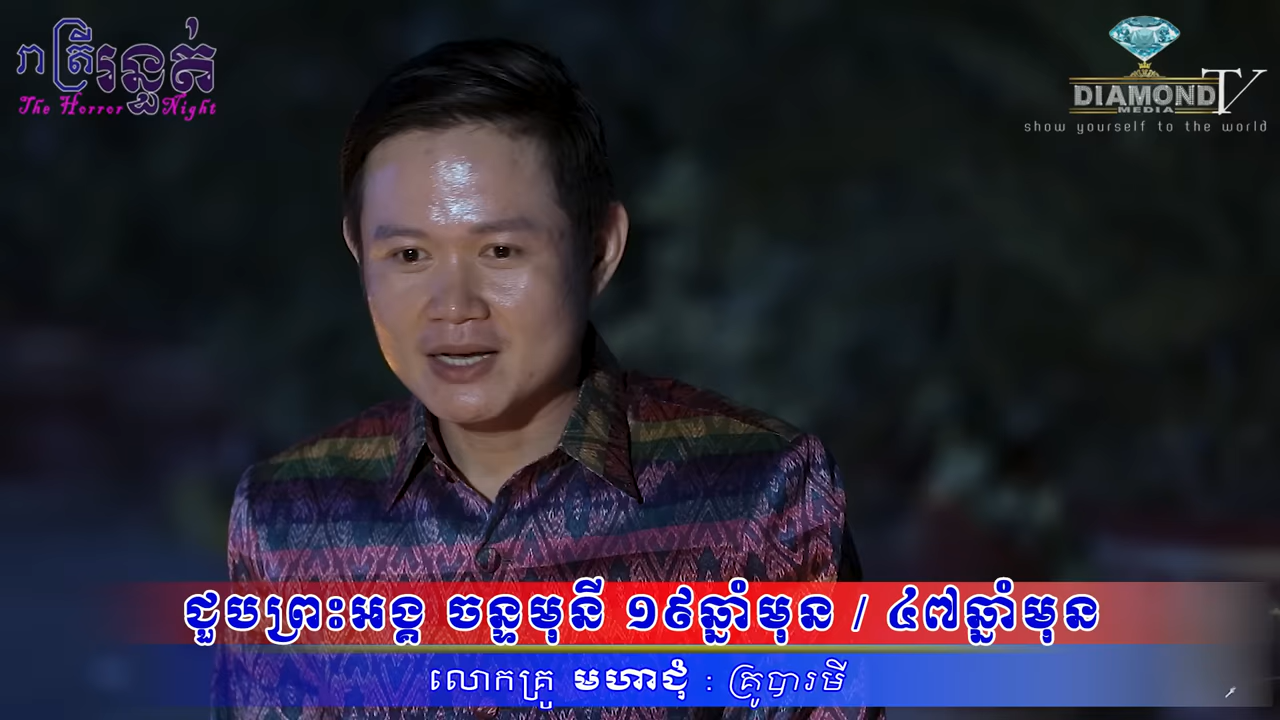 រាត្រីរន្ធត់
The Horror Night
DIAMOND TV
MEDIA
show yourself to the world
ជួបព្រះអង្គ ចន្ទមុនី ១៩ឆ្នាំមុន / ៤៧ឆ្នាំមុន
លោកគ្រូ មហាជុំ : គ្រូបារមី